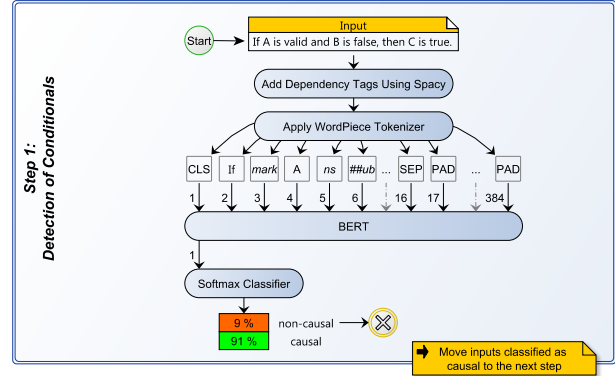 Step 1:
Detection of Conditionals
Start
Input
If A is valid and B is false, then C is true.
Add Dependency Tags Using Spacy
Apply WordPiece Tokenizer
CLS If mark A ns ##ub ... SEP PAD ... PAD
1 2 3 4 5 6 16 17 384
BERT
1
Softmax Classifier
9 % non-causal
91 % causal
Move inputs classified as
causal to the next step